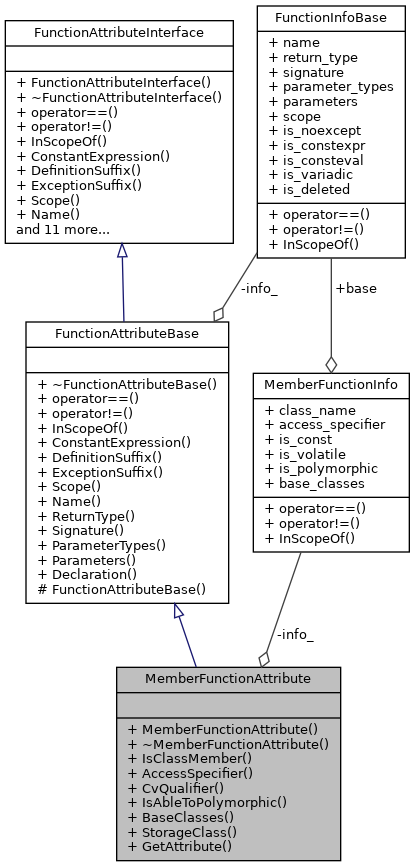 FunctionAttributeInterface
+ FunctionAttributeInterface()
+ ~FunctionAttributeInterface()
+ operator==()
+ operator!=()
+ InScopeOf()
+ ConstantExpression()
+ DefinitionSuffix()
+ ExceptionSuffix()
+ Scope()
+ Name()
and 11 more...
FunctionInfoBase
+ name
+ return_type
+ signature
+ parameter_types
+ parameters
+ scope
+ is_noexcept
+ is_constexpr
+ is_consteval
+ is_variadic
+ is_deleted
+ operator==()
+ operator!=()
+ InScopeOf()
-info_
+base
FunctionAttributeBase
+ ~FunctionAttributeBase()
+ operator==()
+ operator!=()
+ InScopeOf()
+ ConstantExpression()
+ DefinitionSuffix()
+ ExceptionSuffix()
+ Scope()
+ Name()
+ ReturnType()
+ Signature()
+ ParameterTypes()
+ Parameters()
+ Declaration()
# FunctionAttributeBase()
MemberFunctionInfo
+ class_name
+ access_specifier
+ is_const
+ is_volatile
+ is_polymorphic
+ base_classes
+ operator==()
+ operator!=()
+ InScopeOf()
-info_
MemberFunctionAttribute
+ MemberFunctionAttribute()
+ ~MemberFunctionAttribute()
+ IsClassMember()
+ AccessSpecifier()
+ CvQualifier()
+ IsAbleToPolymorphic()
+ BaseClasses()
+ StorageClass()
+ GetAttribute()